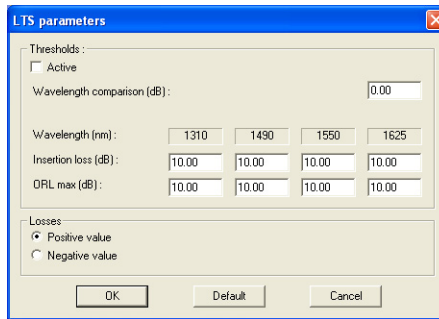 LTS parameters
Thresholds :
Active
Wavelength comparison (dB) : 0.00
Wavelength (nm) : 1310 1490 1550 1625
Insertion loss (dB) : 10.00 10.00 10.00 10.00
ORL max (dB) : 10.00 10.00 10.00 10.00
Losses
Positive value
Negative value
OK Default Cancel